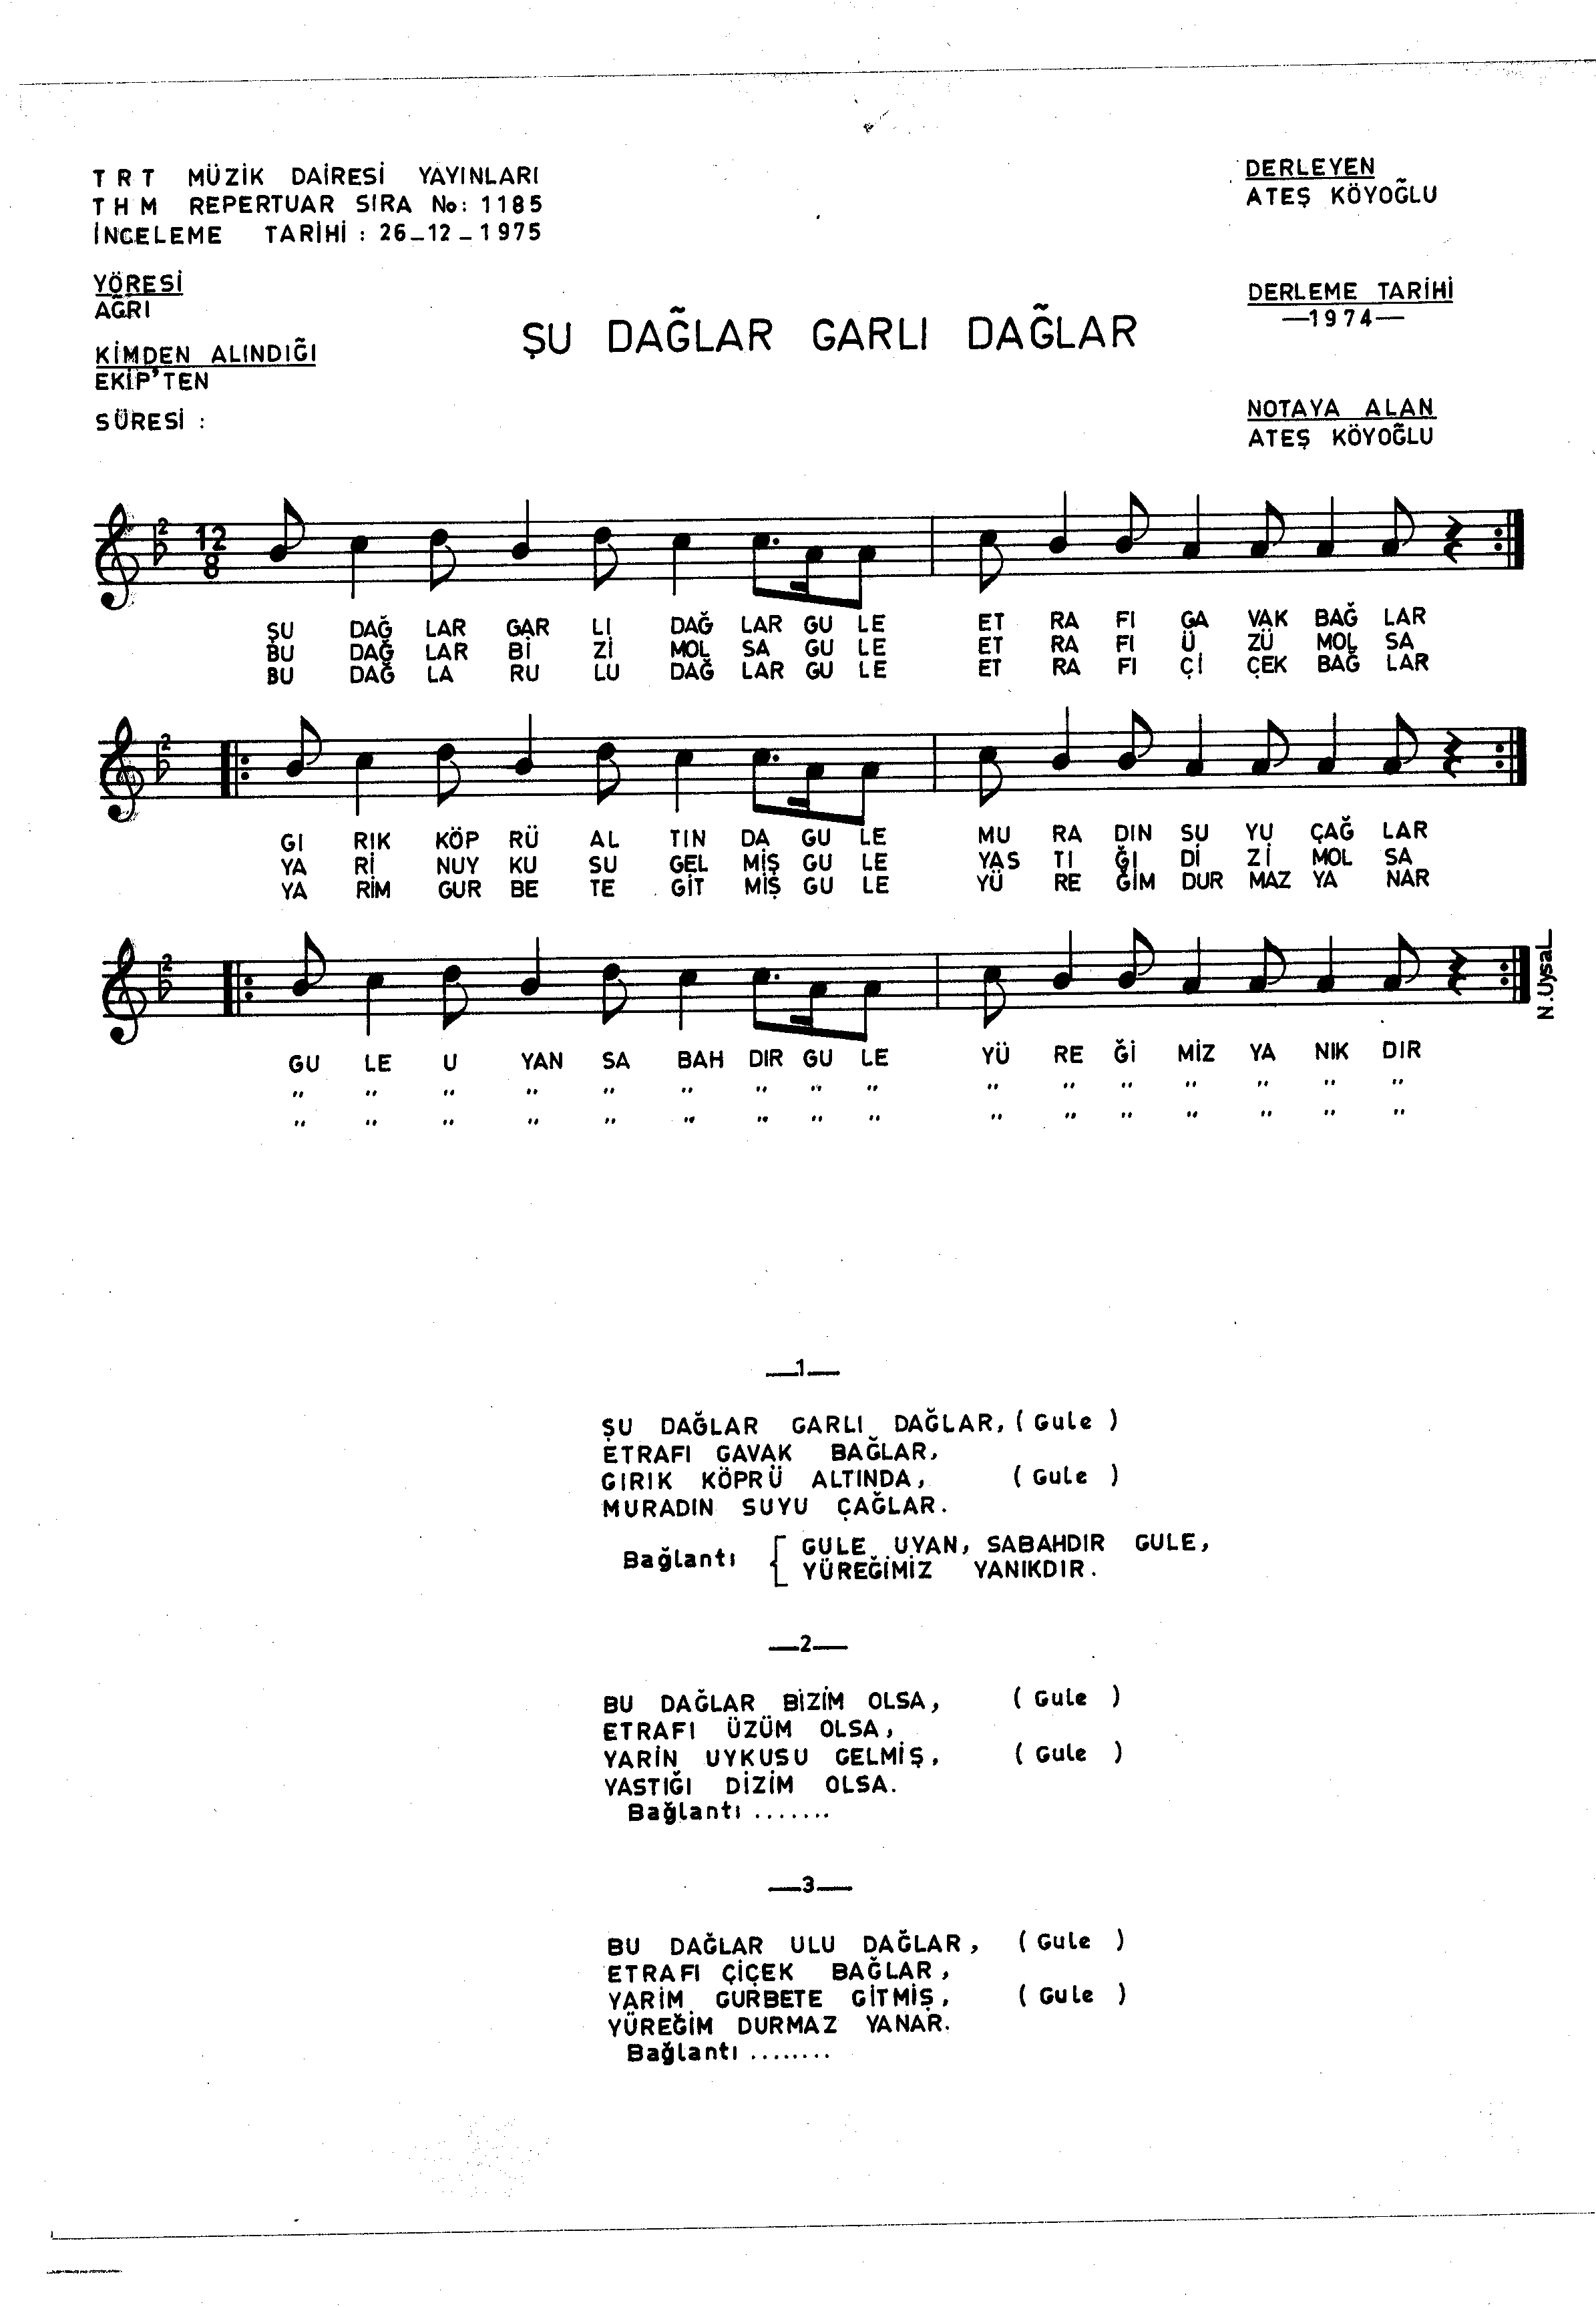 TRT MÜZİK DAİRESİ YAYINLARI
THM REPERTUAR SIRA No: 1185
İNCELEME TARİHİ : 26_12_1975
DERLEYEN
ATEŞ KÖYOĞLU
YÖRESİ
AĞRI
DERLEME TARİHİ
—1974—
ŞU DAĞLAR GARLI DAĞLAR
KİMDEN ALINDIĞI
EKİP'TEN
SÜRESİ :
NOTAYA ALAN
ATEŞ KÖYOĞLU
2
12
8
ŞU DAĞ LAR GAR LI DAĞ LAR GU LE ET RA FI GA VAK BAĞ LAR
BU DAĞ LAR Bİ Zİ MOL SA GU LE ET RA FI Ü ZÜ MOL SA
BU DAĞ LA RU LU DAĞ LAR GU LE ET RA FI Çİ ÇEK BAĞ LAR
2
GI RIK KÖP RÜ AL TIN DA GU LE MU RA DIN SU YU ÇAĞ LAR
YA Rİ NUY KU SU GEL MİŞ GU LE YAS TI ĞI Dİ Zİ MOL SA
YA RİM GUR BE TE GİT MİŞ GU LE YÜ RE ĞİM DUR MAZ YA NAR
2
N.Uysal
GU LE U YAN SA BAH DIR GU LE YÜ RE Ğİ MİZ YA NIK DIR
" " " " " " " " " " " " " " " "
" " " " " " " " " " " " " " " "
—1—
ŞU DAĞLAR GARLI DAĞLAR, ( Gule )
ETRAFI GAVAK BAĞLAR,
GIRIK KÖPRÜ ALTINDA, ( Gule )
MURADIN SUYU ÇAĞLAR.
Bağlantı { GULE UYAN, SABAHDIR GULE,
YÜREĞİMİZ YANIKDIR.
—2—
BU DAĞLAR BİZİM OLSA, ( Gule )
ETRAFI ÜZÜM OLSA,
YARİN UYKUSU GELMİŞ, ( Gule )
YASTIĞI DİZİM OLSA.
Bağlantı .......
—3—
BU DAĞLAR ULU DAĞLAR, ( Gule )
ETRAFI ÇİÇEK BAĞLAR,
YARİM GURBETE GİTMİŞ, ( Gule )
YÜREĞİM DURMAZ YANAR.
Bağlantı ........